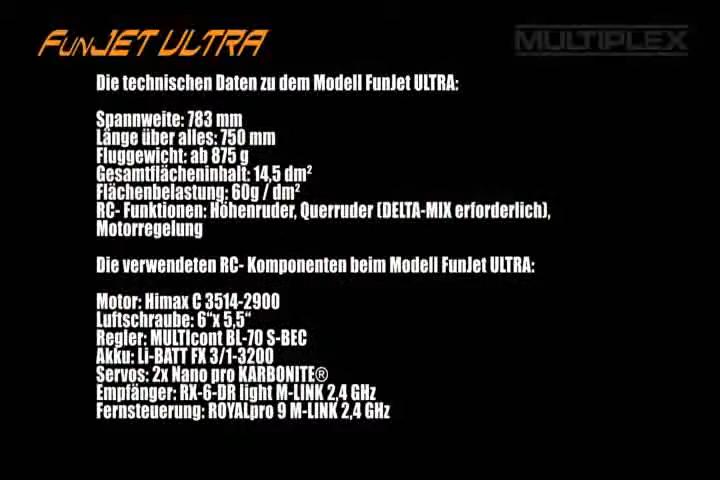 FUNJET ULTRA
MULTIPLEX
Die technischen Daten zu dem Modell FunJet ULTRA:
Spannweite: 783 mm
Länge über alles: 750 mm
Fluggewicht: ab 875 g
Gesamtflächeninhalt: 14,5 dm²
Flächenbelastung: 60g / dm²
RC- Funktionen: Höhenruder, Querruder (DELTA-MIX erforderlich),
Motorregelung
Die verwendeten RC- Komponenten beim Modell FunJet ULTRA:
Motor: Himax C 3514-2900
Luftschraube: 6“x 5,5“
Regler: MULTIcont BL-70 S-BEC
Akku: Li-BATT FX 3/1-3200
Servos: 2x Nano pro KARBONITE®
Empfänger: RX-6-DR light M-LINK 2,4 GHz
Fernsteuerung: ROYALpro 9 M-LINK 2,4 GHz